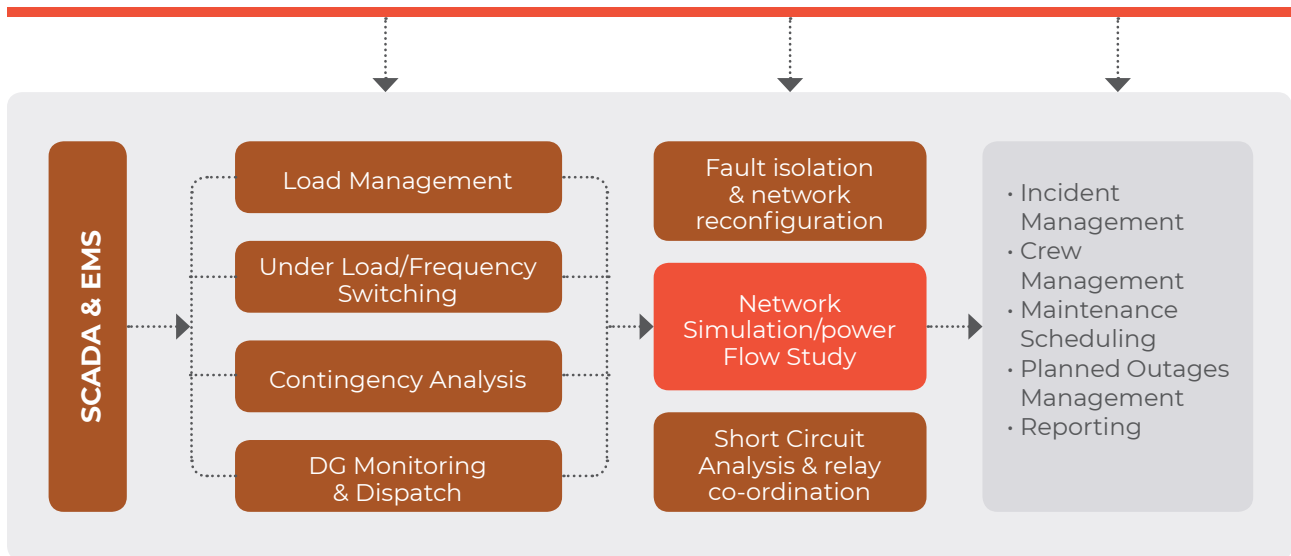 SCADA & EMS
Load Management
Under Load/Frequency
Switching
Contingency Analysis
DG Monitoring
& Dispatch
Fault isolation
& network
reconfiguration
Network
Simulation/power
Flow Study
Short Circuit
Analysis & relay
co-ordination
· Incident
Management
· Crew
Management
· Maintenance
Scheduling
· Planned Outages
Management
· Reporting